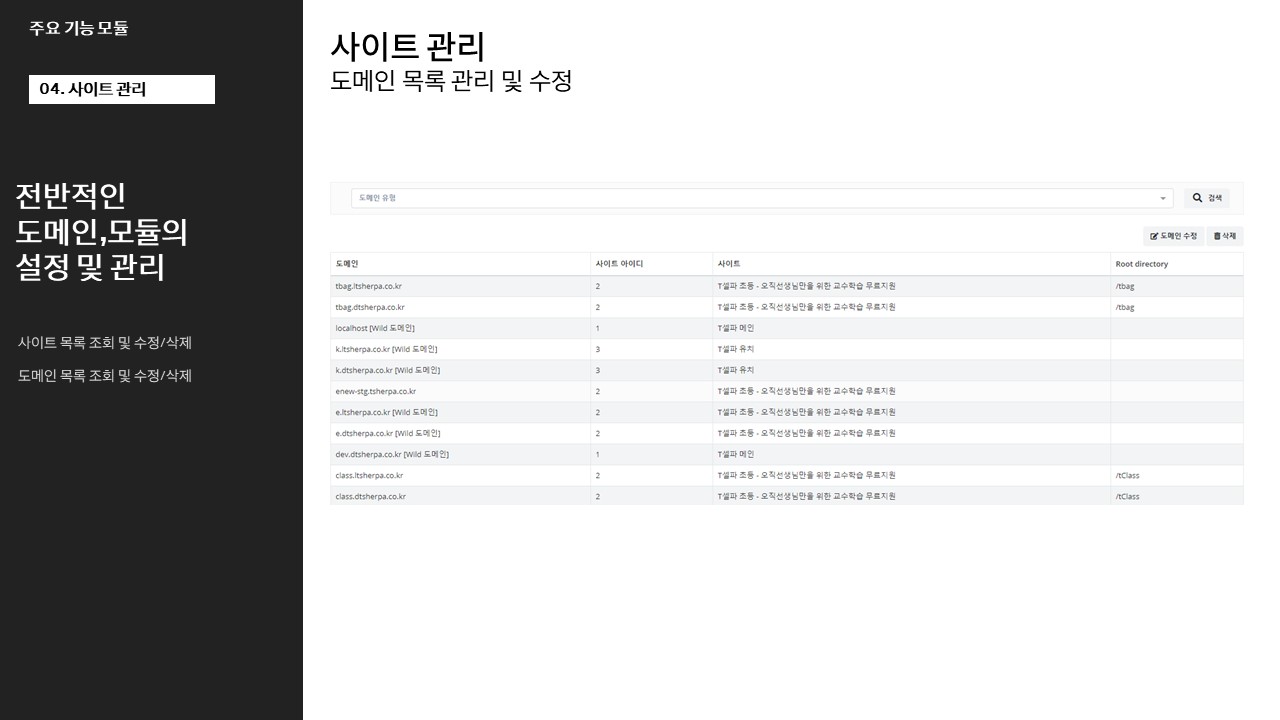 주요 기능 모듈
04. 사이트 관리
전반적인
도메인,모듈의
설정 및 관리
사이트 목록 조회 및 수정/삭제
도메인 목록 조회 및 수정/삭제
사이트 관리
도메인 목록 관리 및 수정
도메인 유형 검색
도메인 수정 삭제
도메인 사이트 아이디 사이트 Root directory
tbag.ltsherpa.co.kr 2 T셀파 초등 - 오직선생님만을 위한 교수학습 무료지원 /tbag
tbag.dtsherpa.co.kr 2 T셀파 초등 - 오직선생님만을 위한 교수학습 무료지원 /tbag
localhost [Wild 도메인] 1 T셀파 메인
k.ltsherpa.co.kr [Wild 도메인] 3 T셀파 유치
k.dtsherpa.co.kr [Wild 도메인] 3 T셀파 유치
enew-stg.tsherpa.co.kr 2 T셀파 초등 - 오직선생님만을 위한 교수학습 무료지원
e.ltsherpa.co.kr [Wild 도메인] 2 T셀파 초등 - 오직선생님만을 위한 교수학습 무료지원
e.dtsherpa.co.kr [Wild 도메인] 2 T셀파 초등 - 오직선생님만을 위한 교수학습 무료지원
dev.dtsherpa.co.kr [Wild 도메인] 1 T셀파 메인
class.ltsherpa.co.kr 2 T셀파 초등 - 오직선생님만을 위한 교수학습 무료지원 /tClass
class.dtsherpa.co.kr 2 T셀파 초등 - 오직선생님만을 위한 교수학습 무료지원 /tClass